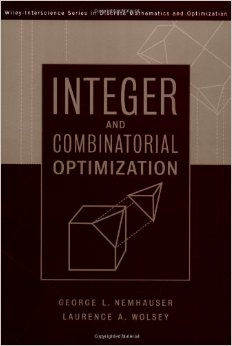 Wiley-Interscience Series in Discrete Mathematics and Optimization
INTEGER
AND
COMBINATORIAL
OPTIMIZATION
GEORGE L. NEMHAUSER
LAURENCE A. WOLSEY